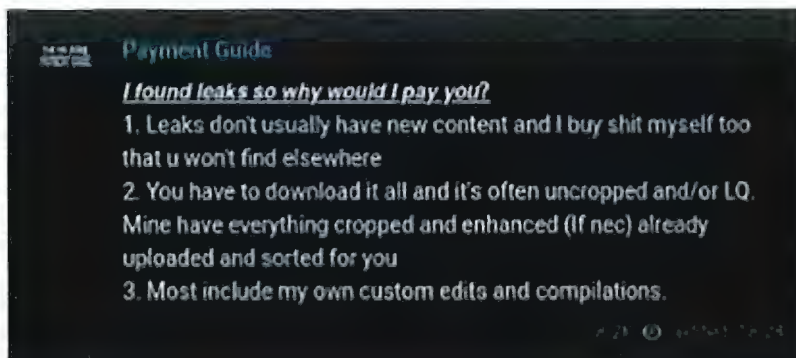 Payment Guide
I found leaks so why would I pay you?
1. Leaks don't usually have new content and I buy shit myself too
that u won't find elsewhere
2. You have to download it all and it's often uncropped and/or LQ.
Mine have everything cropped and enhanced (If nec) already
uploaded and sorted for you
3. Most include my own custom edits and compilations.